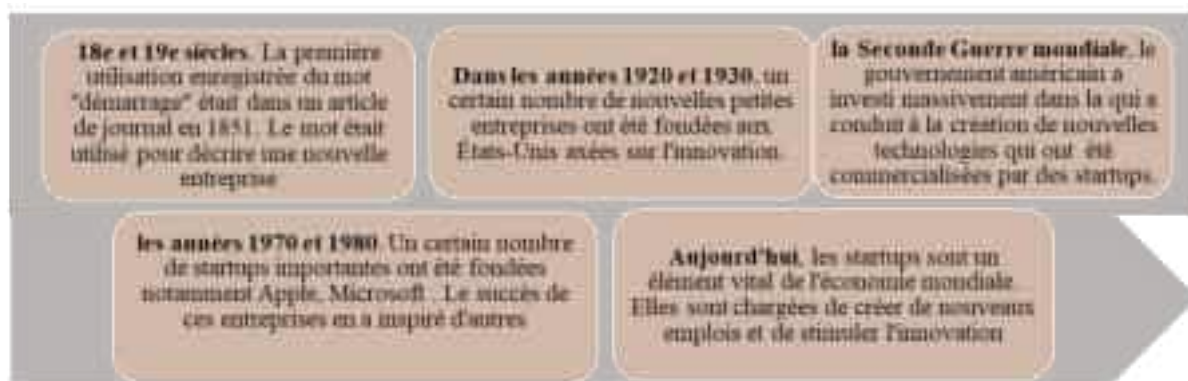 18e et 19e siècles. La première
utilisation enregistrée du mot
"démarrage" était dans un article
de journal en 1851. Le mot était
utilisé pour décrire une nouvelle
entreprise
Dans les années 1920 et 1930, un
certain nombre de nouvelles petites
entreprises ont été fondées aux
États-Unis axées sur l'innovation.
la Seconde Guerre mondiale, le
gouvernement américain a
investi massivement dans la qui a
conduit à la création de nouvelles
technologies qui ont été
commercialisées par des startups.
les années 1970 et 1980. Un certain nombre
de startups importantes ont été fondées
notamment Apple, Microsoft . Le succès de
ces entreprises en a inspiré d'autres
Aujourd'hui, les startups sont un
élément vital de l'économie mondiale.
Elles sont chargées de créer de nouveaux
emplois et de stimuler l'innovation